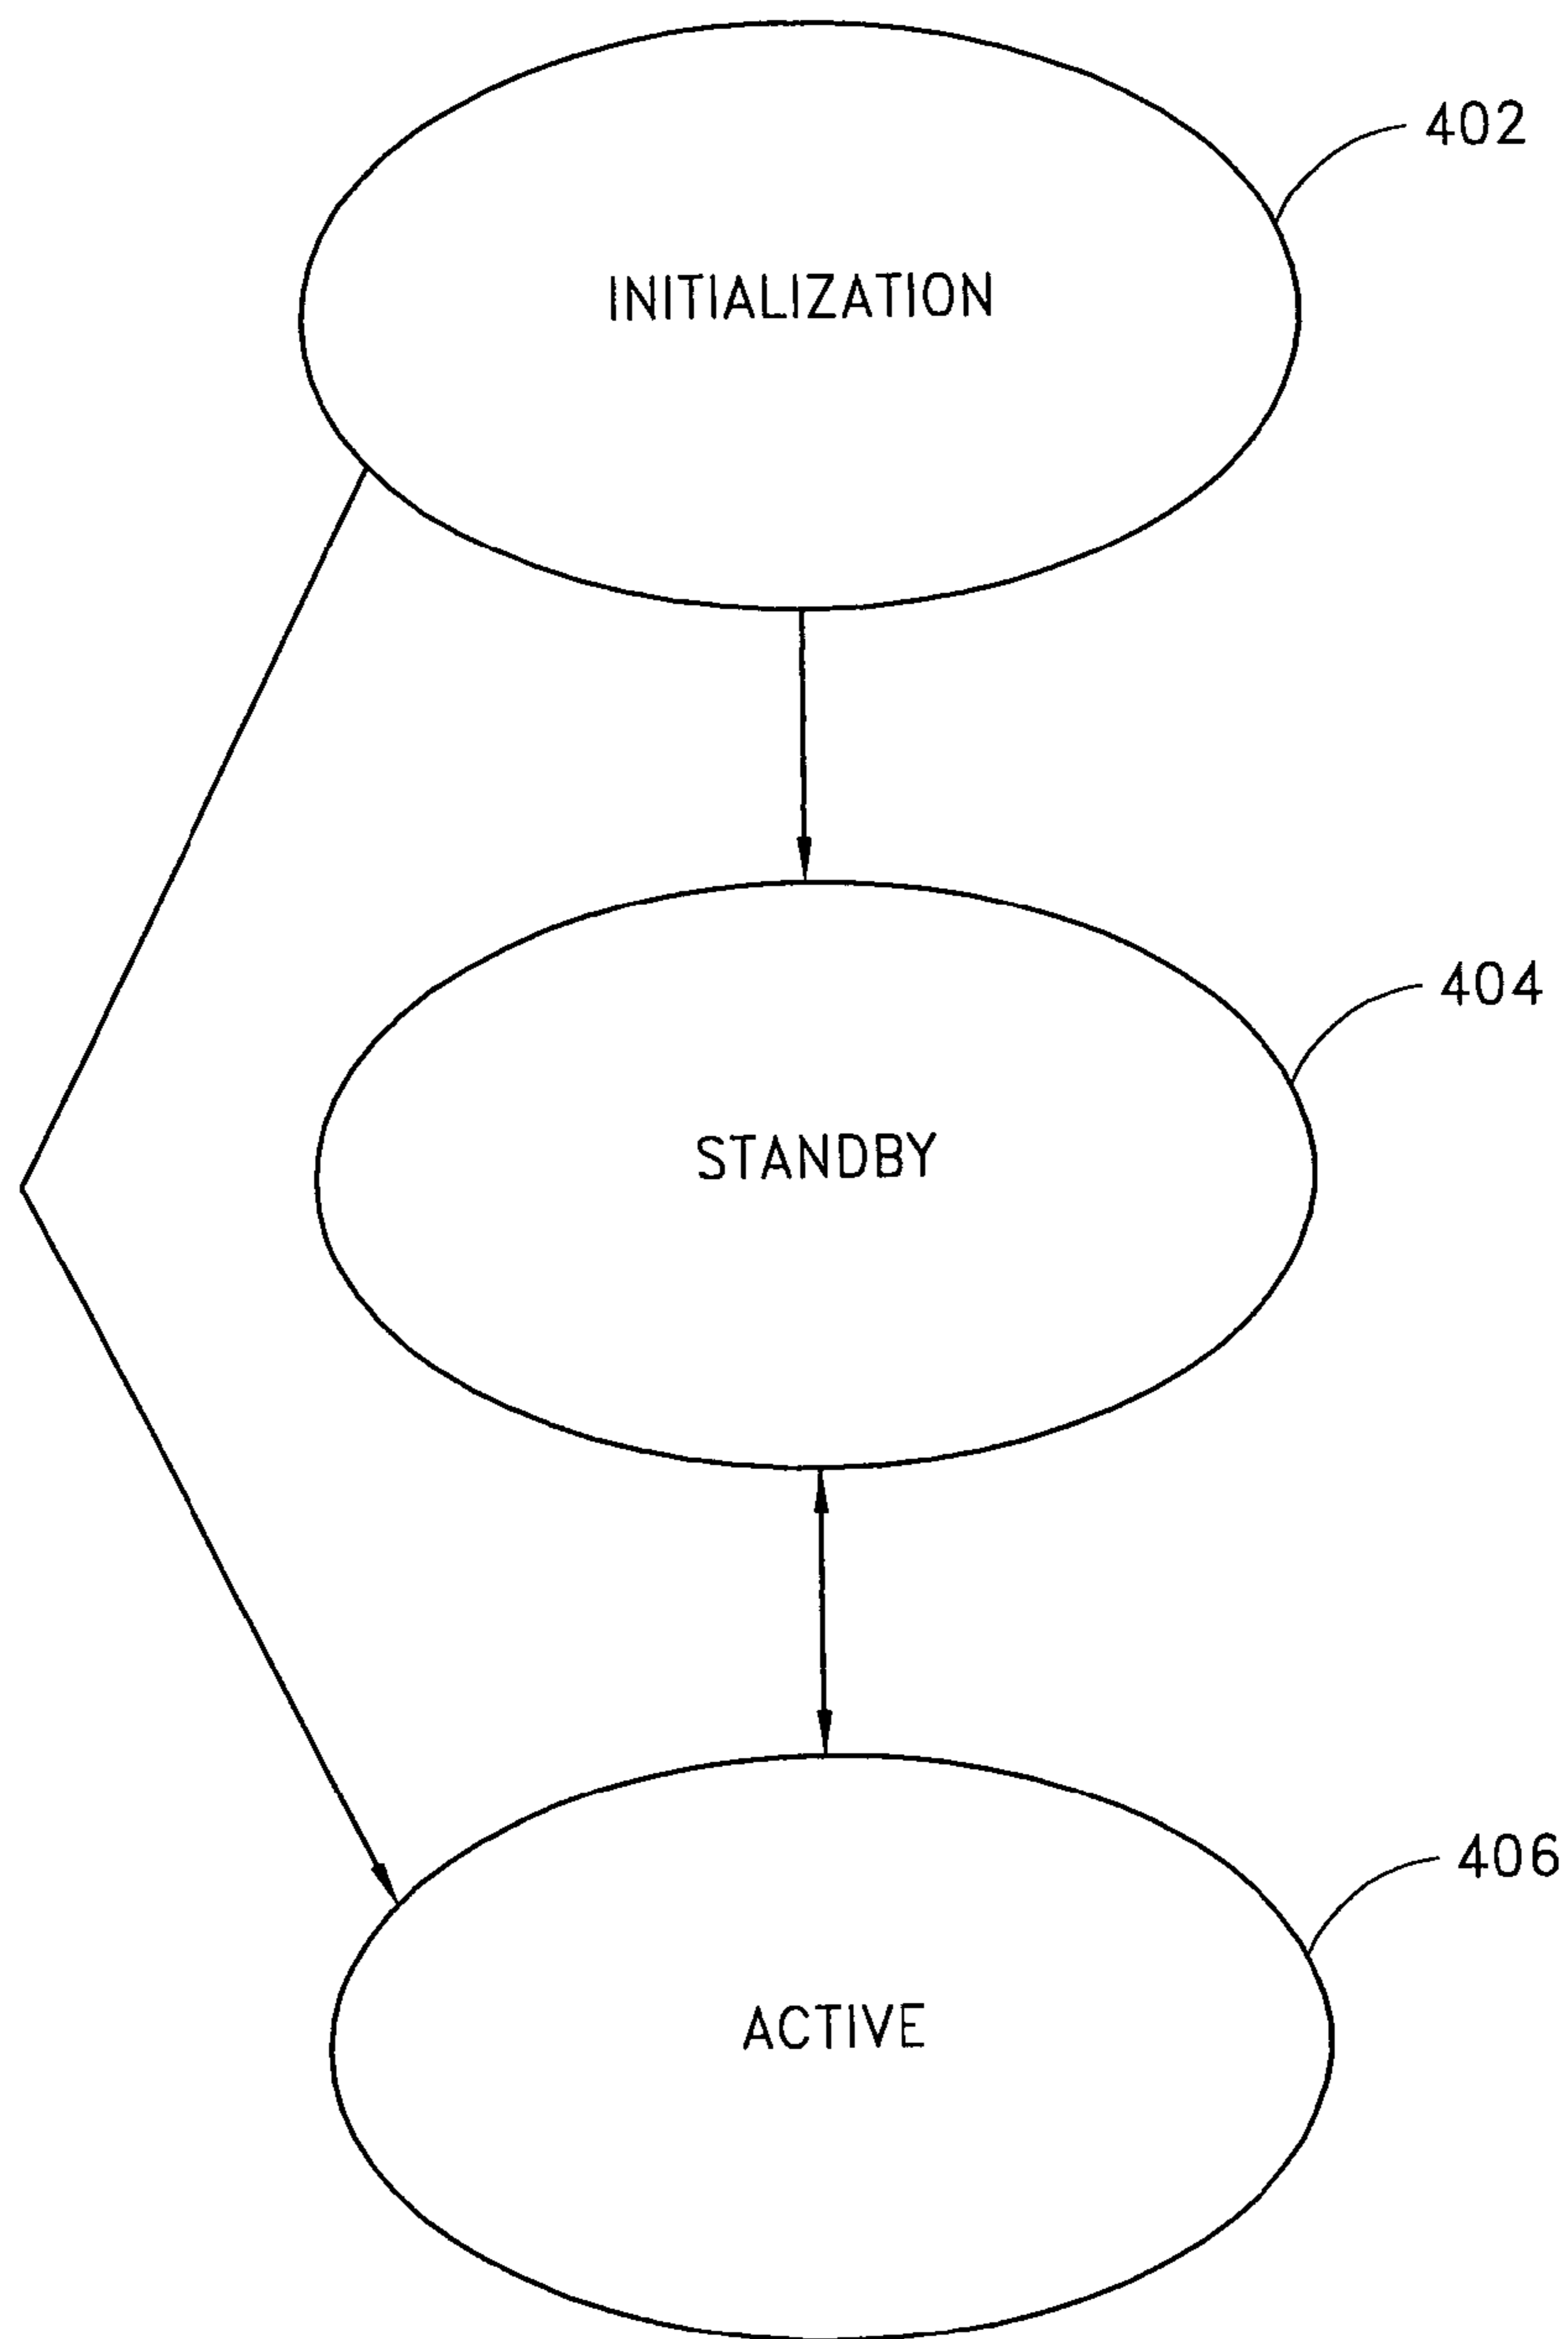 402
INITIALIZATION
404
STANDBY
406
ACTIVE